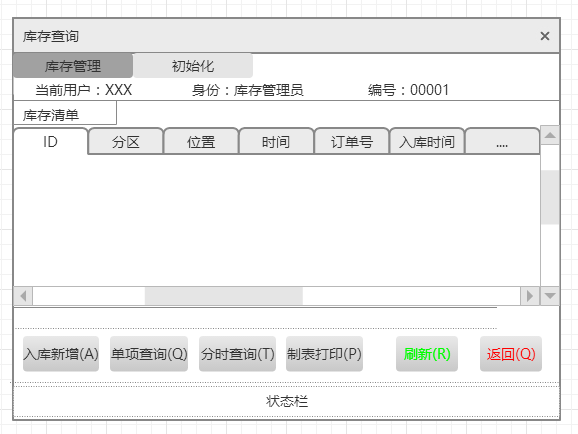 库存查询 ×
库存管理 初始化
当前用户：XXX 身份：库存管理员 编号：00001
库存清单
ID 分区 位置 时间 订单号 入库时间 ....
入库新增(A) 单项查询(Q) 分时查询(T) 制表打印(P) 刷新(R) 返回(Q)
状态栏